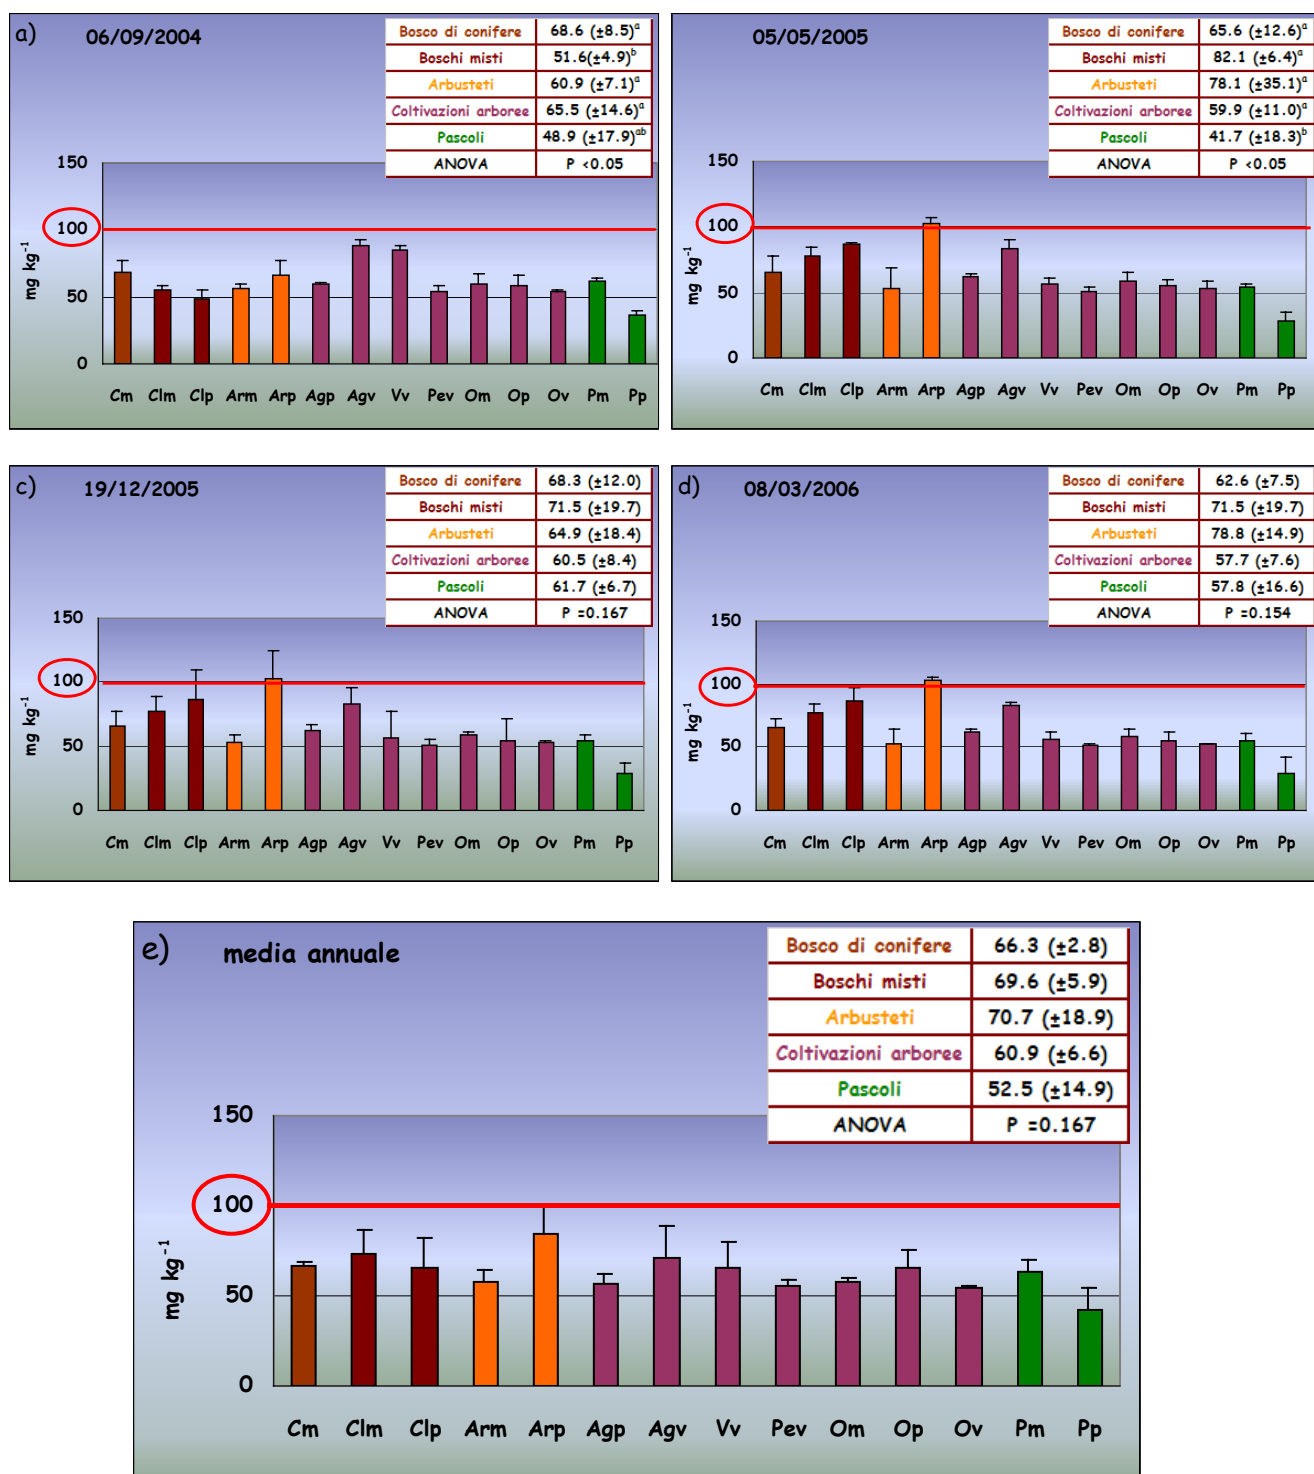 a) 06/09/2004
Bosco di conifere 68.6 (±8.5)ᵃ
Boschi misti 51.6(±4.9)ᵇ
Arbusteti 60.9 (±7.1)ᵃ
Coltivazioni arboree 65.5 (±14.6)ᵃ
Pascoli 48.9 (±17.9)ᵃᵇ
ANOVA P <0.05
150
100
50
0
mg kg⁻¹
Cm Clm Clp Arm Arp Agp Agv Vv Pev Om Op Ov Pm Pp
05/05/2005
Bosco di conifere 65.6 (±12.6)ᵃ
Boschi misti 82.1 (±6.4)ᵃ
Arbusteti 78.1 (±35.1)ᵃ
Coltivazioni arboree 59.9 (±11.0)ᵃ
Pascoli 41.7 (±18.3)ᵇ
ANOVA P <0.05
150
100
50
0
mg kg⁻¹
Cm Clm Clp Arm Arp Agp Agv Vv Pev Om Op Ov Pm Pp
c) 19/12/2005
Bosco di conifere 68.3 (±12.0)
Boschi misti 71.5 (±19.7)
Arbusteti 64.9 (±18.4)
Coltivazioni arboree 60.5 (±8.4)
Pascoli 61.7 (±6.7)
ANOVA P =0.167
150
100
50
0
mg kg⁻¹
Cm Clm Clp Arm Arp Agp Agv Vv Pev Om Op Ov Pm Pp
d) 08/03/2006
Bosco di conifere 62.6 (±7.5)
Boschi misti 71.5 (±19.7)
Arbusteti 78.8 (±14.9)
Coltivazioni arboree 57.7 (±7.6)
Pascoli 57.8 (±16.6)
ANOVA P =0.154
150
100
50
0
mg kg⁻¹
Cm Clm Clp Arm Arp Agp Agv Vv Pev Om Op Ov Pm Pp
e) media annuale
Bosco di conifere 66.3 (±2.8)
Boschi misti 69.6 (±5.9)
Arbusteti 70.7 (±18.9)
Coltivazioni arboree 60.9 (±6.6)
Pascoli 52.5 (±14.9)
ANOVA P =0.167
150
100
50
0
mg kg⁻¹
Cm Clm Clp Arm Arp Agp Agv Vv Pev Om Op Ov Pm Pp